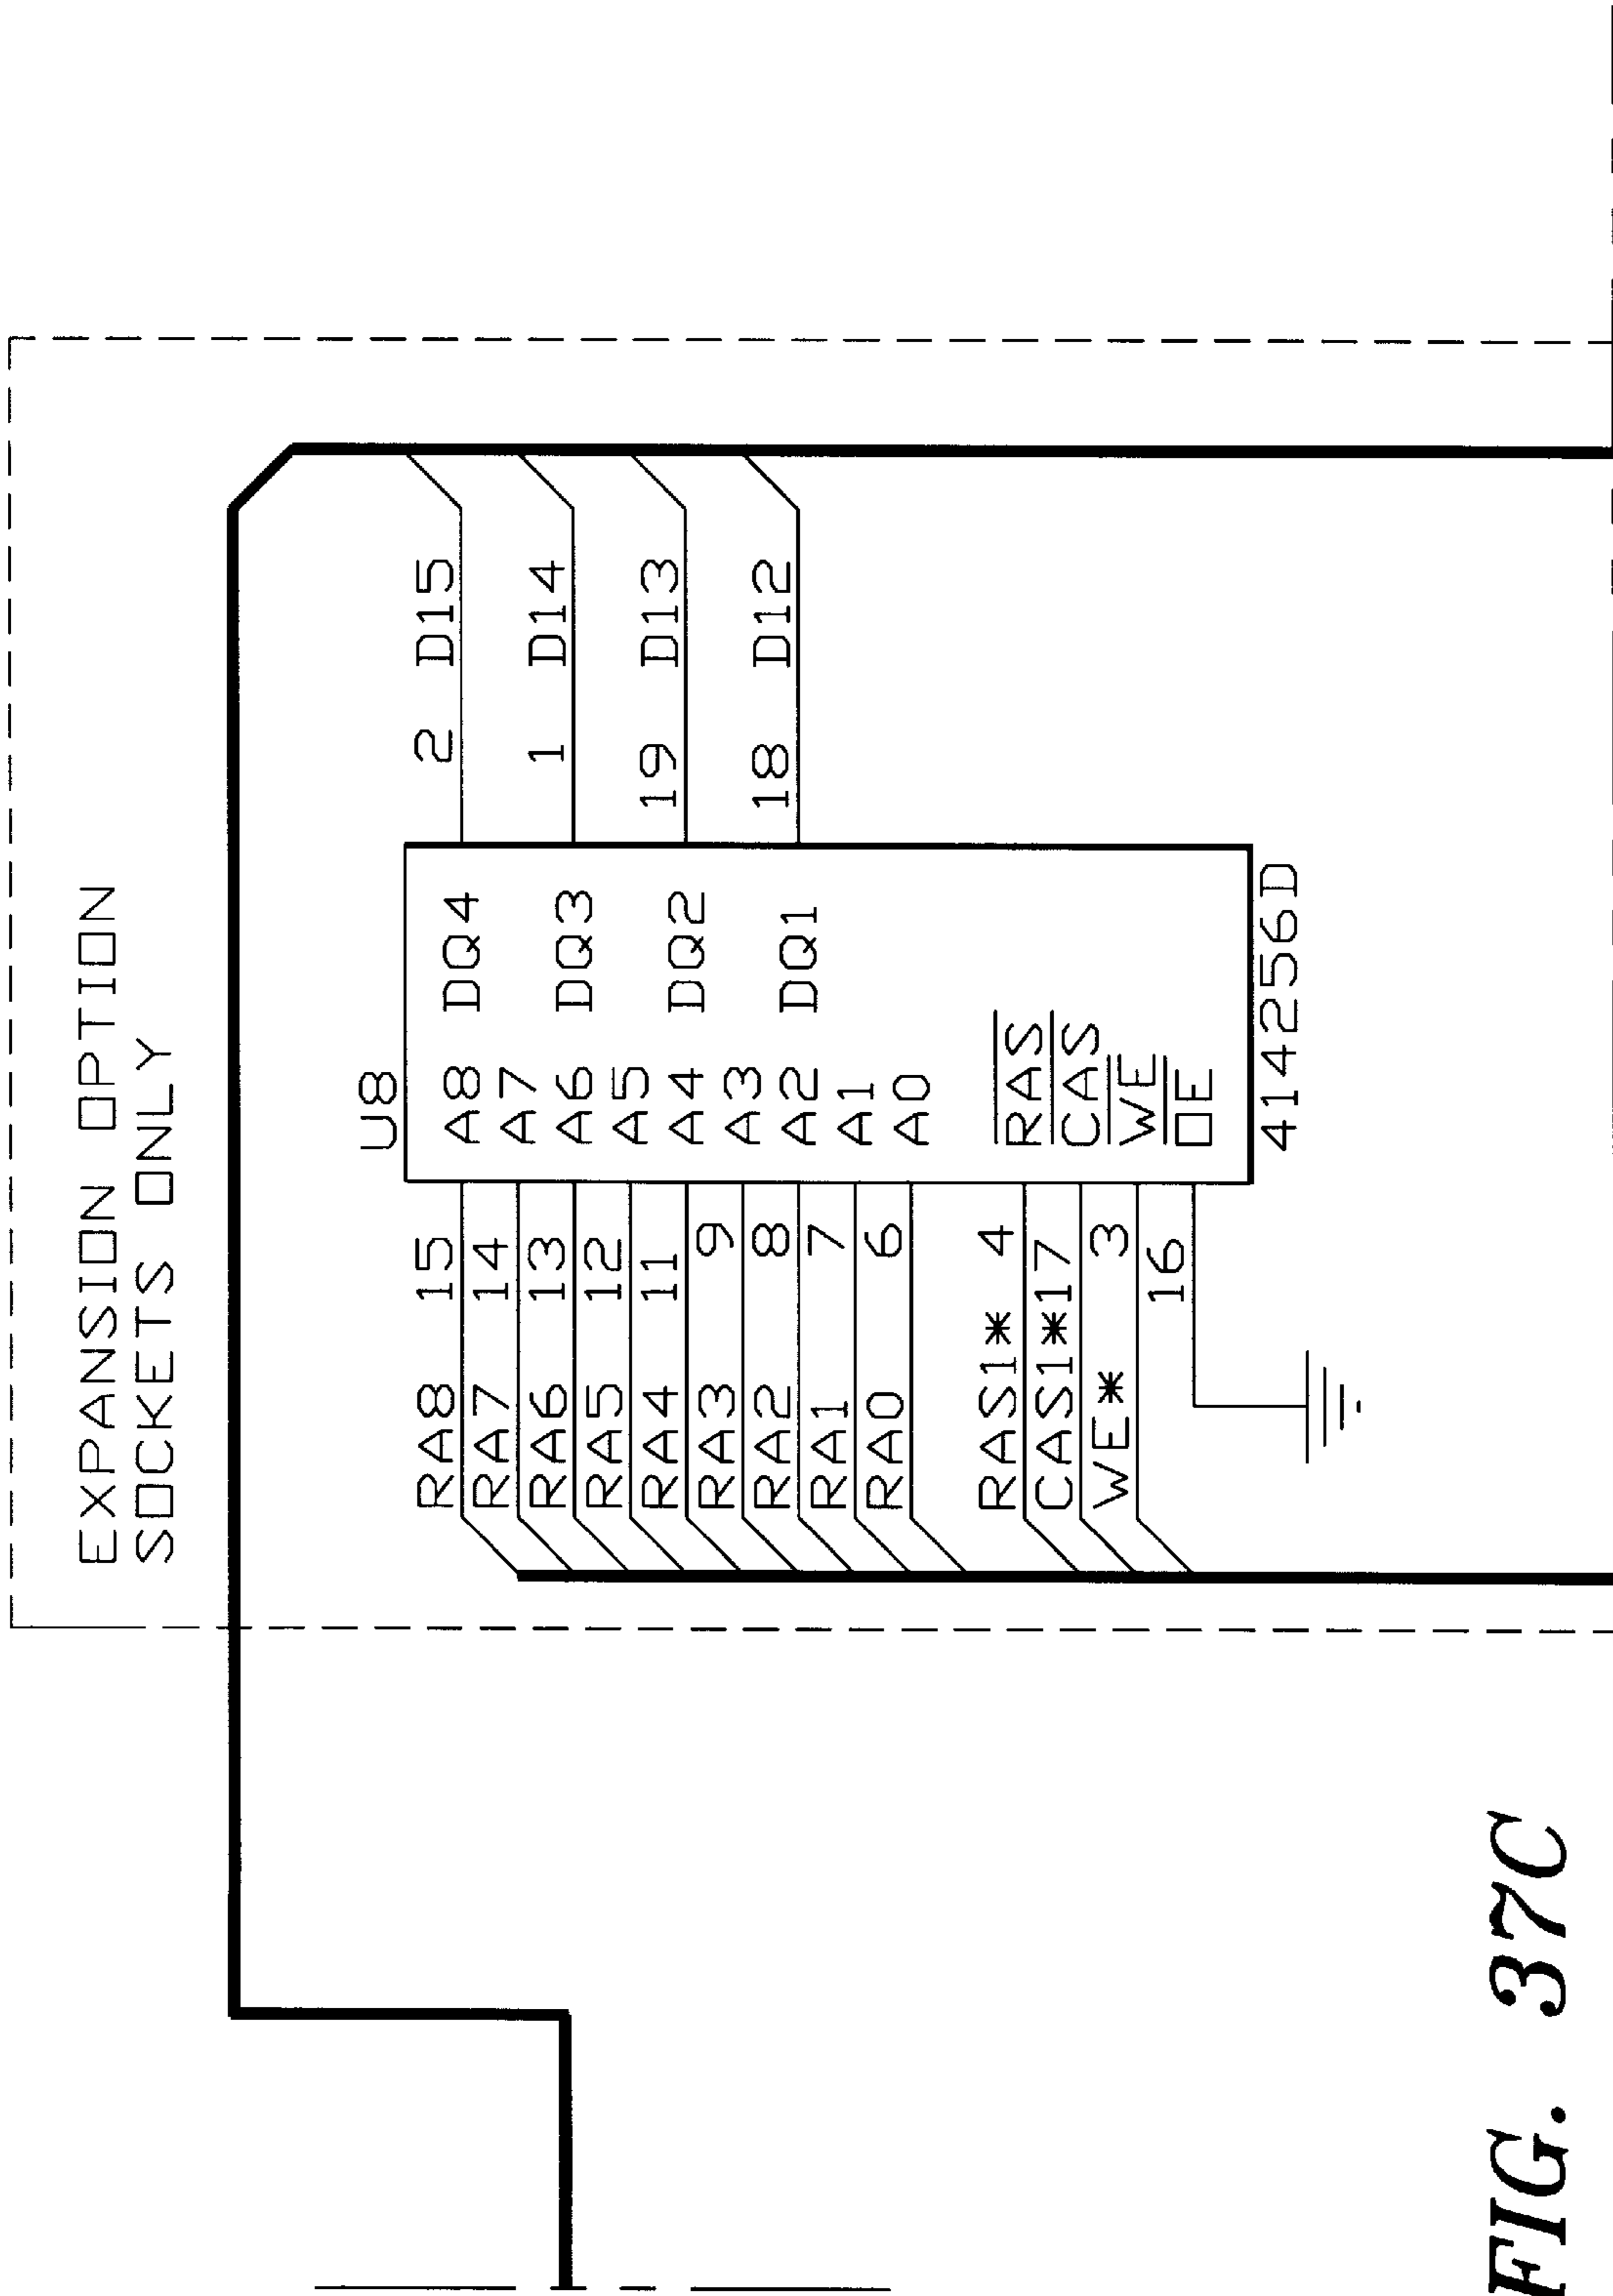 EXPANSION OPTION
SOCKETS ONLY
U8
RA8 15 A8 DQ4 2 D15
RA7 14 A7
RA6 13 A6 DQ3 1 D14
RA5 12 A5
RA4 11 A4 DQ2 19 D13
RA3 9 A3
RA2 8 A2 DQ1 18 D12
RA1 7 A1
RA0 6 A0
RAS1* 4 RAS
CAS1*17 CAS
WE* 3 WE
16 OE
414256D
FIG. 37C